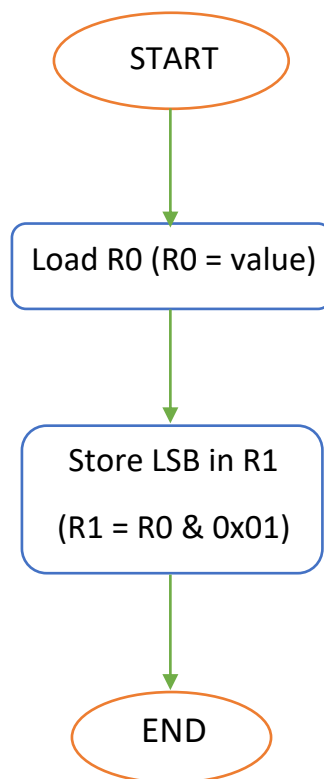 START
Load R0 (R0 = value)
Store LSB in R1
(R1 = R0 & 0x01)
END